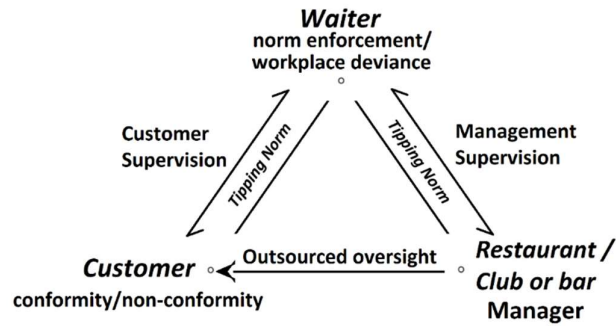 Waiter
norm enforcement/
workplace deviance
Customer
Supervision
Tipping Norm
Tipping Norm
Management
Supervision
Outsourced oversight
Customer
conformity/non-conformity
Restaurant /
Club or bar
Manager